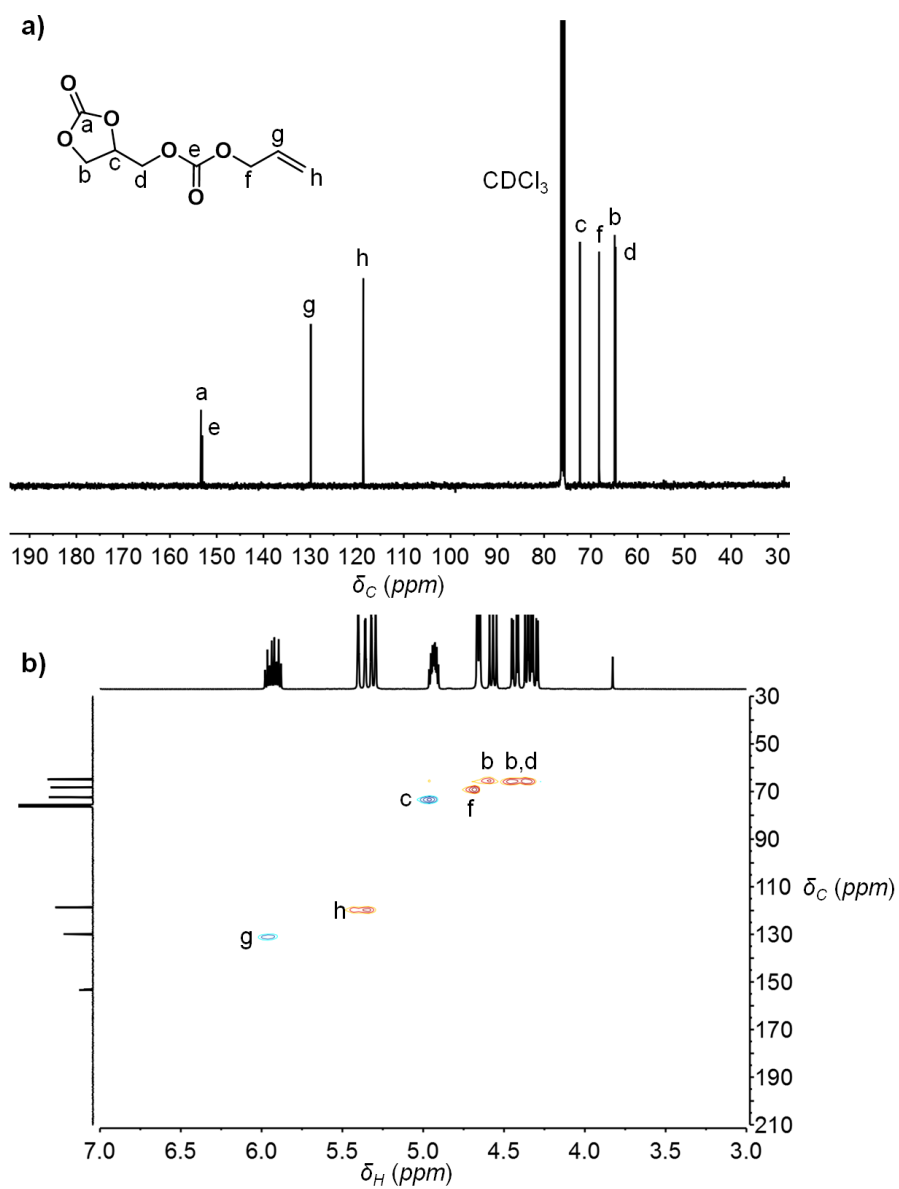 a)
O
a
O
O
b
c
d
O
e
O
O
f
g
h
CDCl3
c
f
b
d
h
g
a
e
190 180 170 160 150 140 130 120 110 100 90 80 70 60 50 40 30
δC (ppm)
b)
30
50
70
90
110
130
150
170
190
210
δC (ppm)
b b,d
c
f
h
g
7.0 6.5 6.0 5.5 5.0 4.5 4.0 3.5 3.0
δH (ppm)